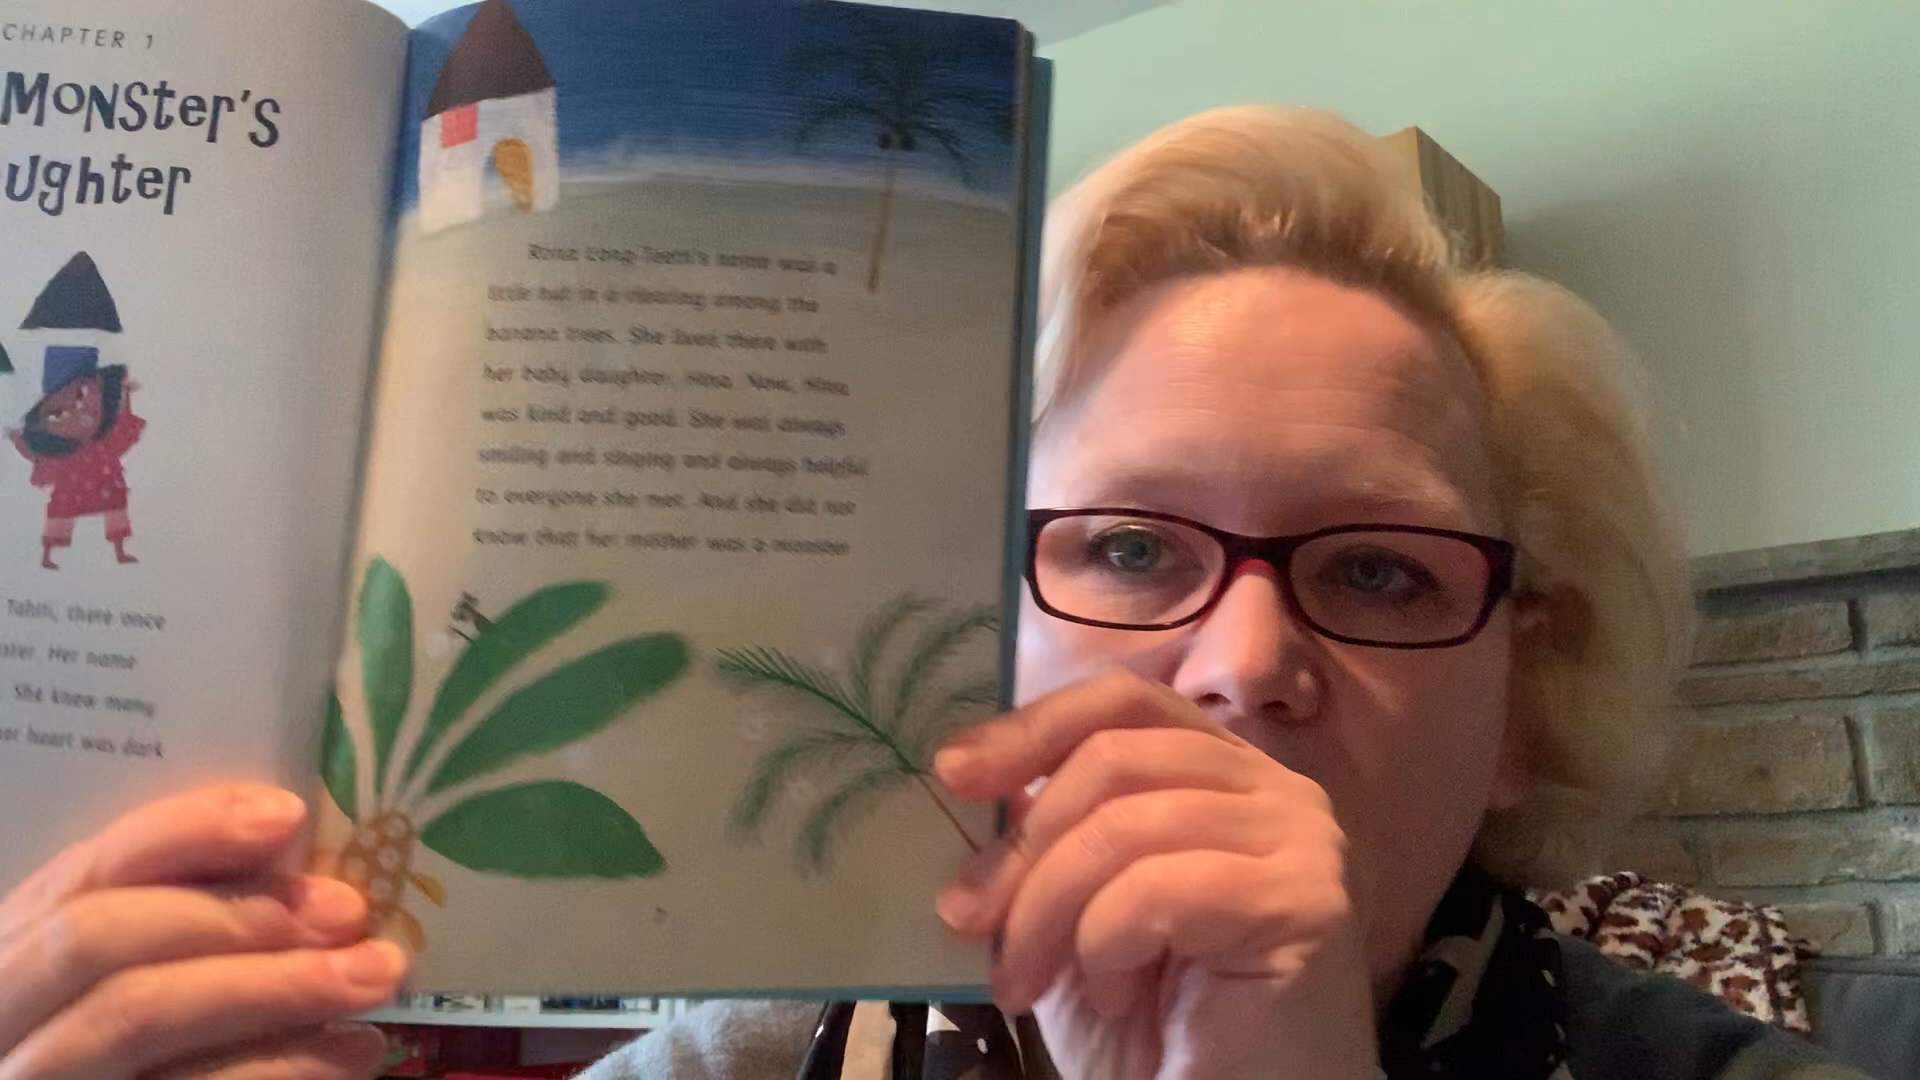 CHAPTER 1
MONSTER'S
ughter
Tahiti, there once
ster. Her name
She knew many
her heart was dark
Rona Long-Teeth's home was a
little hut in a clearing among the
banana trees. She lived there with
her baby daughter, Hina. Now, Hina
was kind and good. She was always
smiling and singing and always helpful
to everyone she met. And she did not
know that her mother was a monster.